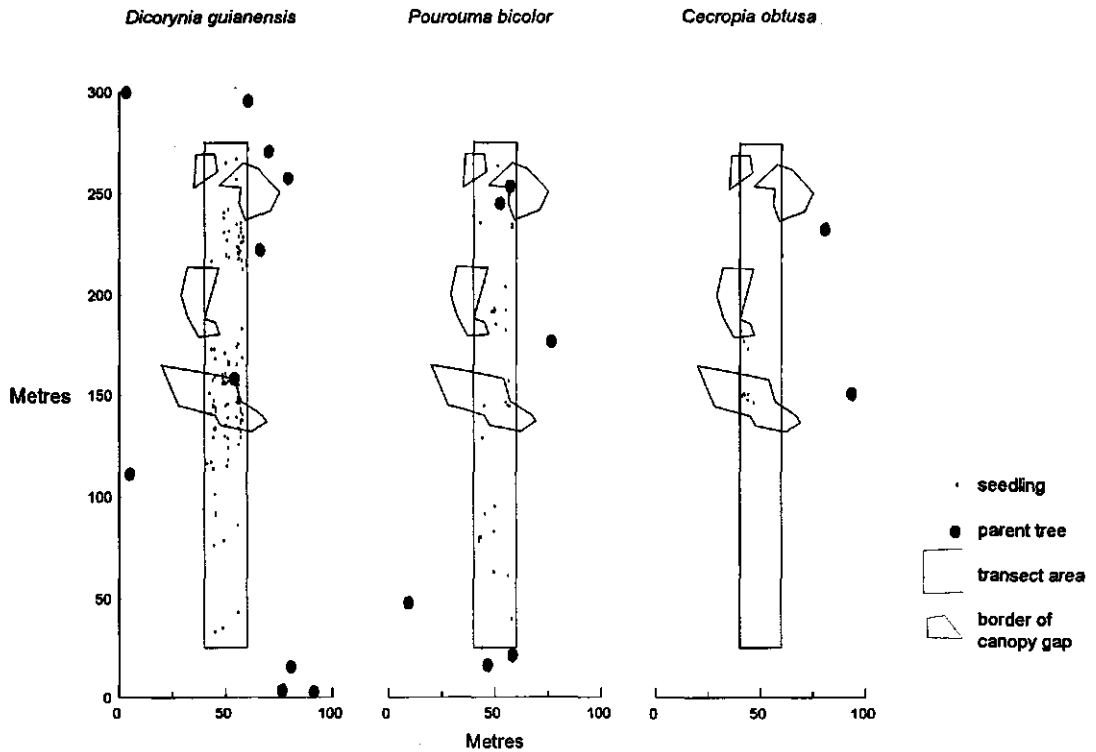 Dicorynia guianensis
Pourouma bicolor
Cecropia obtusa
300
250
200
150
100
50
0
Metres
0
50
100
0
50
100
0
50
100
Metres
seedling
parent tree
transect area
border of
canopy gap